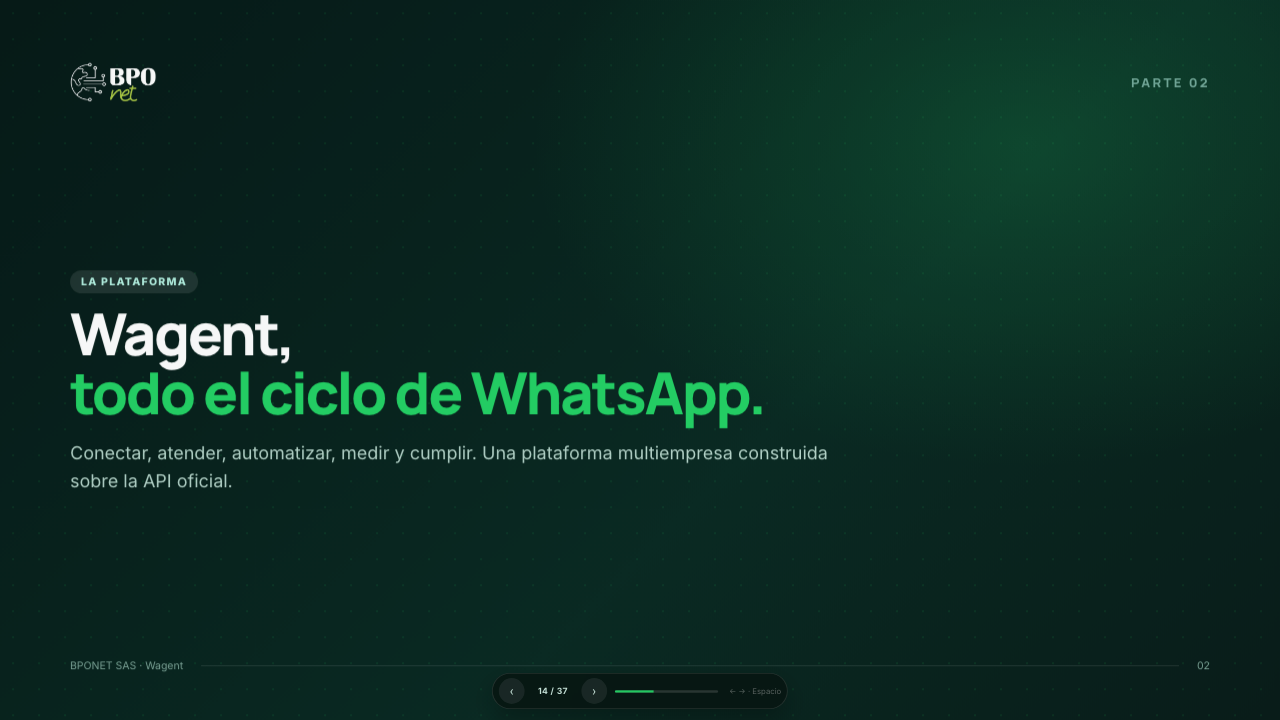 BPO
net
PARTE 02
LA PLATAFORMA
Wagent,
todo el ciclo de WhatsApp.
Conectar, atender, automatizar, medir y cumplir. Una plataforma multiempresa construida
sobre la API oficial.
BPONET SAS · Wagent
02
‹ 14 / 37 › ← → · Espacio